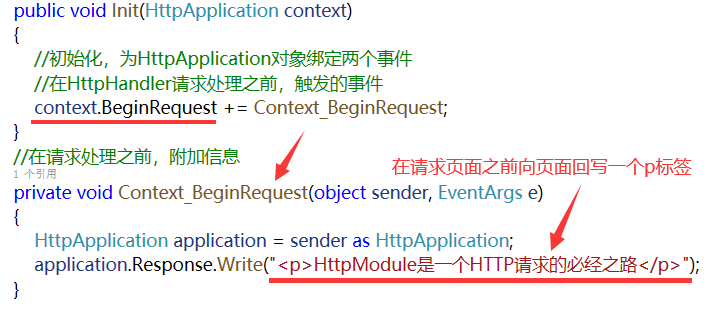 public void Init(HttpApplication context)
{
//初始化，为HttpApplication对象绑定两个事件
//在HttpHandler请求处理之前，触发的事件
context.BeginRequest += Context_BeginRequest;
}
//在请求处理之前，附加信息
1 个引用
在请求页面之前向页面回写一个p标签
private void Context_BeginRequest(object sender, EventArgs e)
{
HttpApplication application = sender as HttpApplication;
application.Response.Write("<p>HttpModule是一个HTTP请求的必经之路</p>");
}